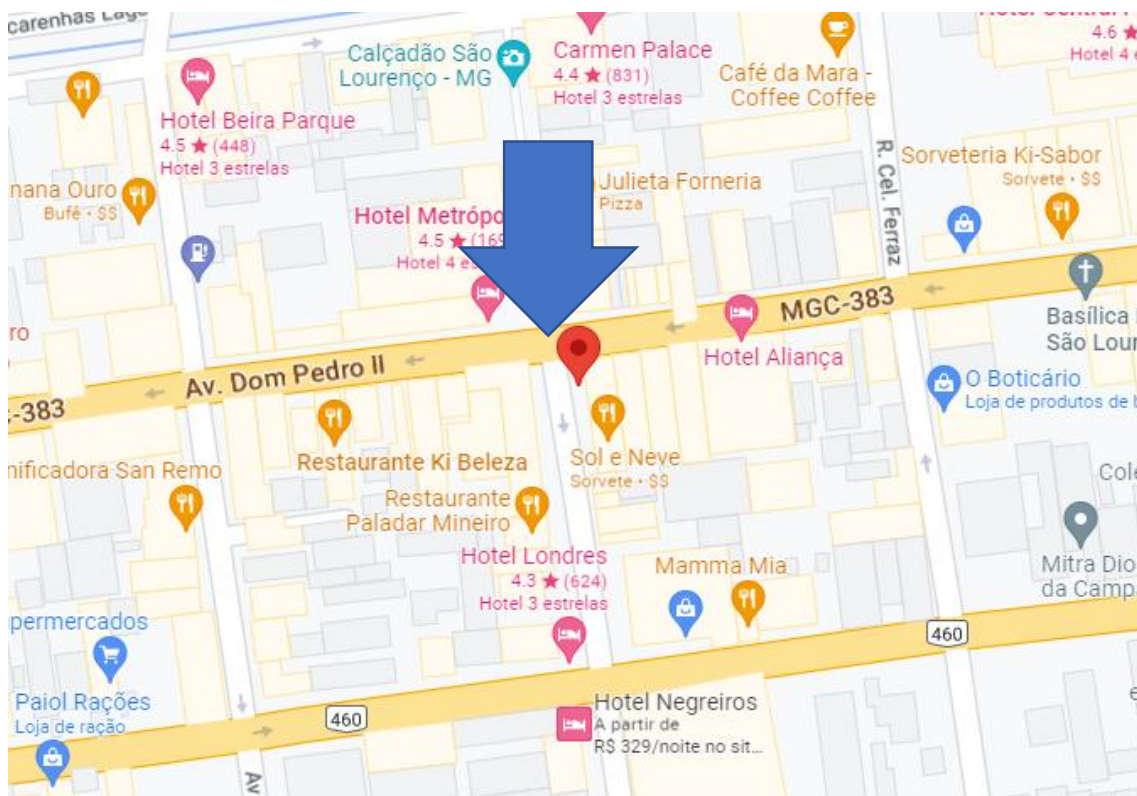 carenhas Lago
Calçadão São
Lourenço - MG
Carmen Palace
4.4 ★ (831)
Hotel 3 estrelas
Café da Mara -
Coffee Coffee
4.6 ★
Hotel 4
Hotel Beira Parque
4.5 ★ (448)
Hotel 3 estrelas
R. Cel. Ferraz
Sorveteria Ki-Sabor
Sorvete • $$
nana Ouro
Bufê • $$
Julieta Forneria
Pizza
Hotel Metrópo
4.5 ★ (169
Hotel 4 es
MGC-383
Basílica
São Lour
ro
Hotel Aliança
Av. Dom Pedro II
-383
O Boticário
Loja de produtos de b
nificadora San Remo
Restaurante Ki Beleza
Sol e Neve
Sorvete • $$
Restaurante
Paladar Mineiro
Cole
Hotel Londres
4.3 ★ (624)
Hotel 3 estrelas
Mamma Mia
Mitra Dio
da Camp
permercados
460
Paiol Rações
Loja de ração
460
Hotel Negreiros
A partir de
R$ 329/noite no sit...
Av